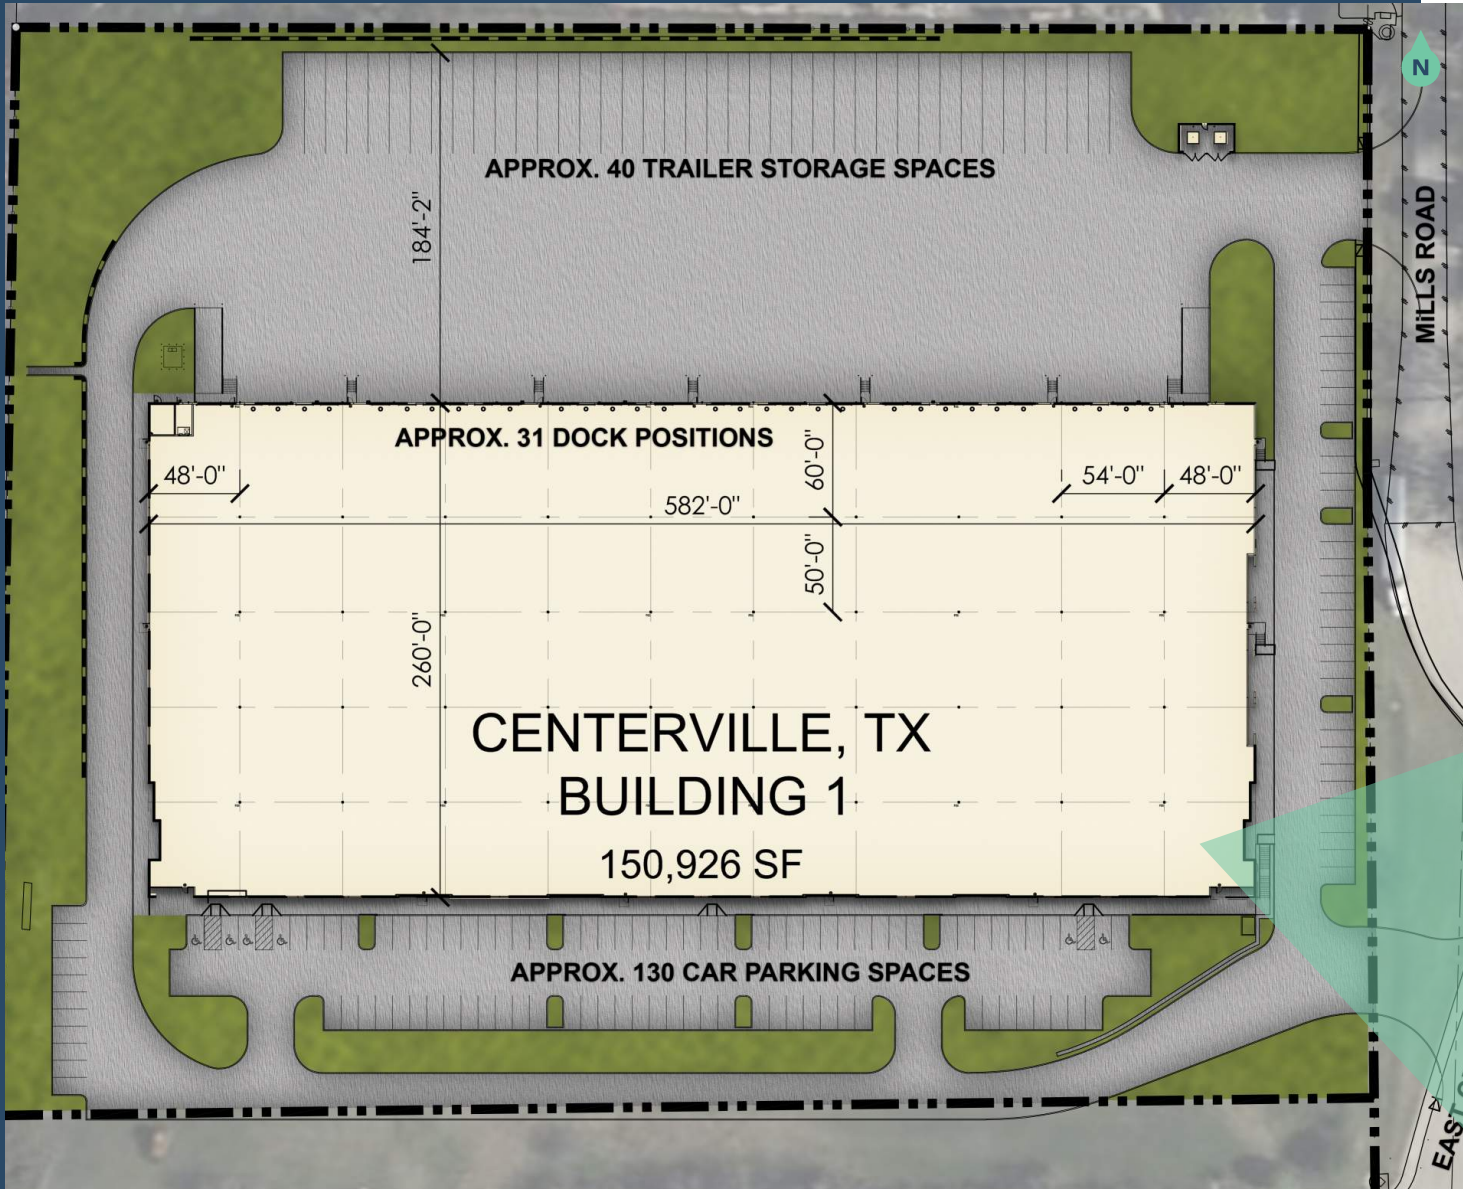 N
APPROX. 40 TRAILER STORAGE SPACES
184'-2"
MiLLS ROAD
APPROX. 31 DOCK POSITIONS
48'-0"
60'-0"
54'-0"
48'-0"
582'-0"
50'-0"
260'-0"
CENTERVILLE, TX
BUILDING 1
150,926 SF
APPROX. 130 CAR PARKING SPACES
EAST